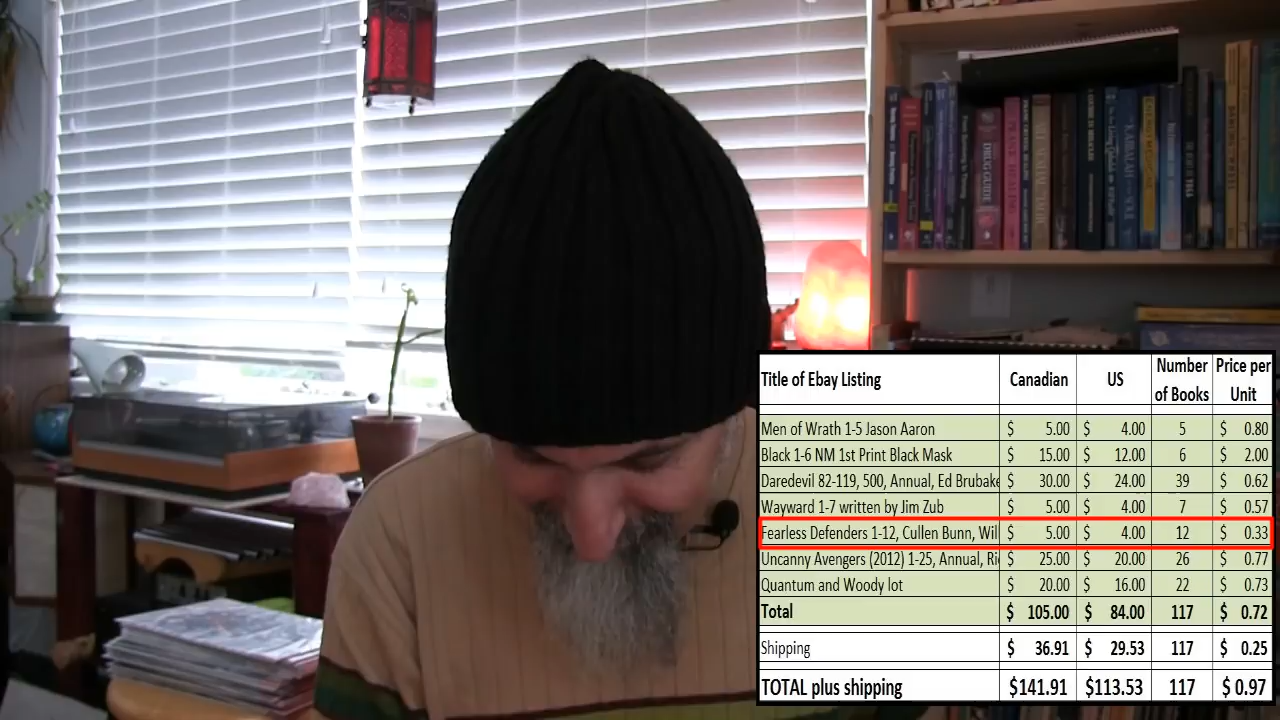 DRUG GUIDE
Title of Ebay Listing Canadian US Number of Books Price per Unit
Men of Wrath 1-5 Jason Aaron $ 5.00 $ 4.00 5 $ 0.80
Black 1-6 NM 1st Print Black Mask $ 15.00 $ 12.00 6 $ 2.00
Daredevil 82-119, 500, Annual, Ed Brubake $ 30.00 $ 24.00 39 $ 0.62
Wayward 1-7 written by Jim Zub $ 5.00 $ 4.00 7 $ 0.57
Fearless Defenders 1-12, Cullen Bunn, Wil $ 5.00 $ 4.00 12 $ 0.33
Uncanny Avengers (2012) 1-25, Annual, Ri $ 25.00 $ 20.00 26 $ 0.77
Quantum and Woody lot $ 20.00 $ 16.00 22 $ 0.73
Total $ 105.00 $ 84.00 117 $ 0.72
Shipping $ 36.91 $ 29.53 117 $ 0.25
TOTAL plus shipping $141.91 $113.53 117 $ 0.97